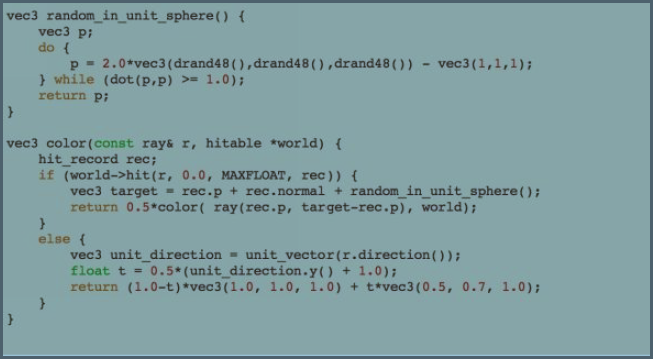 vec3 random_in_unit_sphere() {
    vec3 p;
    do {
        p = 2.0*vec3(drand48(),drand48(),drand48()) - vec3(1,1,1);
    } while (dot(p,p) >= 1.0);
    return p;
}

vec3 color(const ray& r, hitable *world) {
    hit_record rec;
    if (world->hit(r, 0.0, MAXFLOAT, rec)) {
        vec3 target = rec.p + rec.normal + random_in_unit_sphere();
        return 0.5*color( ray(rec.p, target-rec.p), world);
    }
    else {
        vec3 unit_direction = unit_vector(r.direction());
        float t = 0.5*(unit_direction.y() + 1.0);
        return (1.0-t)*vec3(1.0, 1.0, 1.0) + t*vec3(0.5, 0.7, 1.0);
    }
}